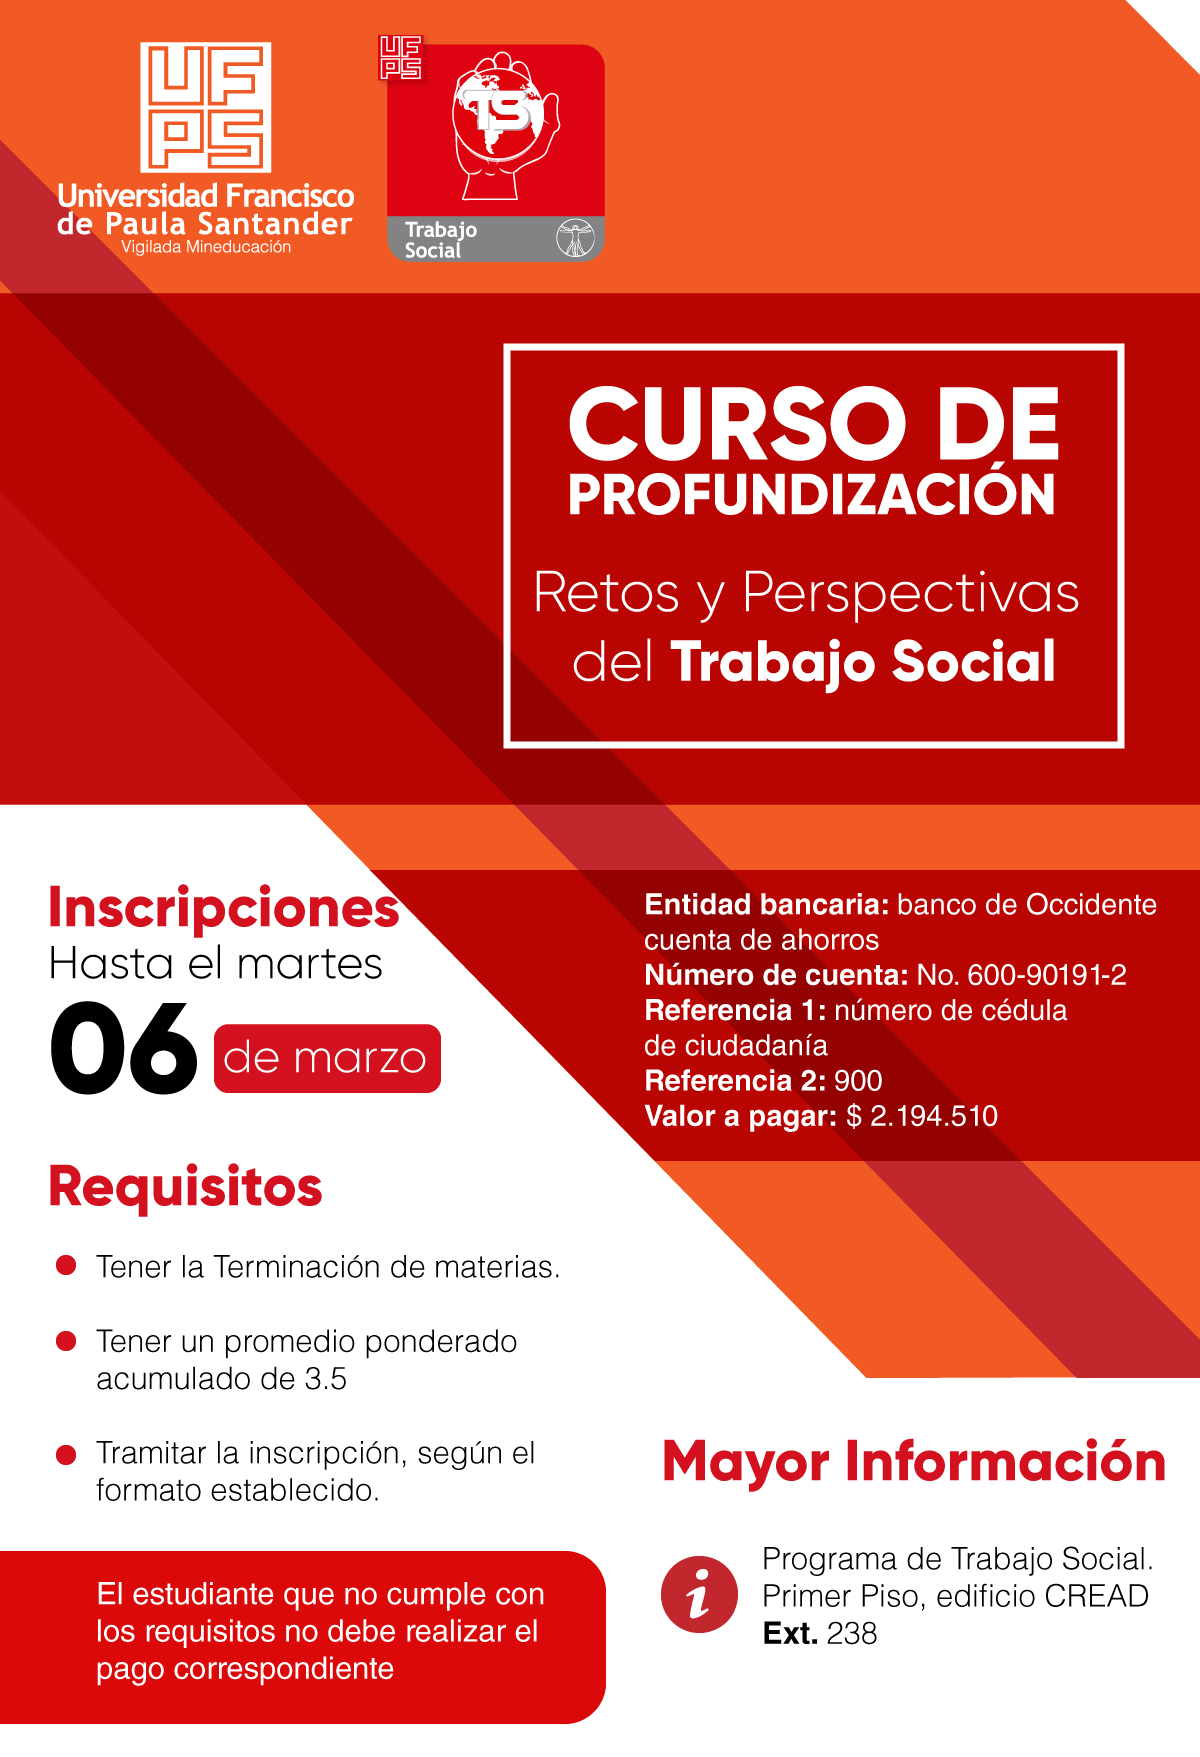 UF
PS
Universidad Francisco
de Paula Santander
Vigilada Mineducación
UF
PS
TS
Trabajo
Social
CURSO DE
PROFUNDIZACIÓN
Retos y Perspectivas
del Trabajo Social
Inscripciones
Hasta el martes
06 de marzo
Entidad bancaria: banco de Occidente
cuenta de ahorros
Número de cuenta: No. 600-90191-2
Referencia 1: número de cédula
de ciudadanía
Referencia 2: 900
Valor a pagar: $ 2.194.510
Requisitos
Tener la Terminación de materias.
Tener un promedio ponderado
acumulado de 3.5
Tramitar la inscripción, según el
formato establecido.
El estudiante que no cumple con
los requisitos no debe realizar el
pago correspondiente
Mayor Información
i
Programa de Trabajo Social.
Primer Piso, edificio CREAD
Ext. 238